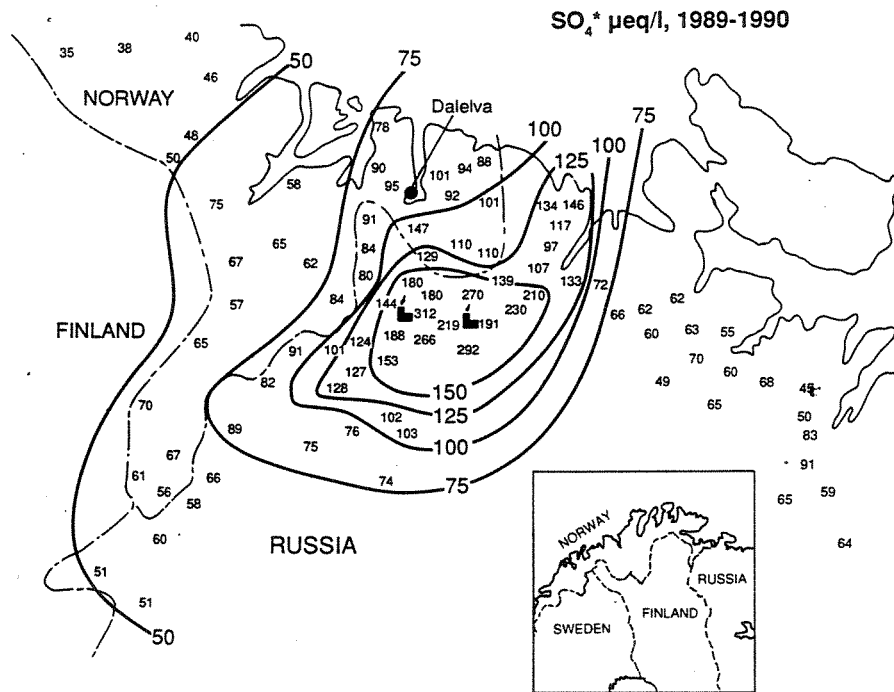 SO₄* µeq/l, 1989-1990
40
35 38
50 75
46
NORWAY
Dalelva
48 78 100 75
50 90 101 94 88 125 100
58 95 92
75 91 147 101 134 146
117
65 84 110 110 97
67 62 129
80 139 107
180 133 72
57 84 144 180 270 210 62
312 230 66
FINLAND 219 191 60 63 55
65 124 188 266
91 101 153 292 70
82 127 60 68 45
128 150 49
70 102 125 65 50
89 76 103 100 83
75
67 91
61 66 74 75
56 65 59
58
60 RUSSIA 64
51
51
50
NORWAY
RUSSIA
FINLAND
SWEDEN